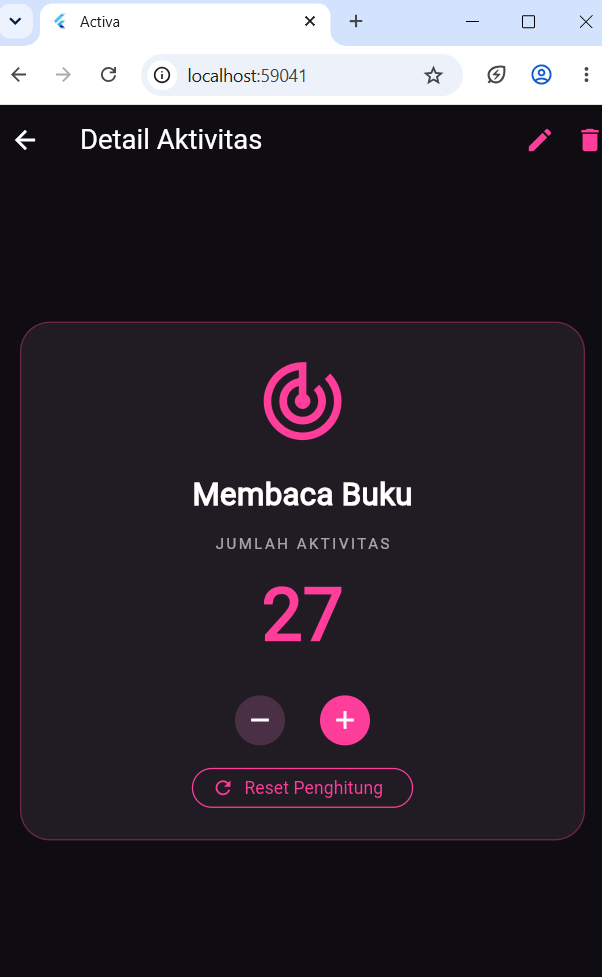 Activa
localhost:59041
Detail Aktivitas
Membaca Buku
JUMLAH AKTIVITAS
27
Reset Penghitung